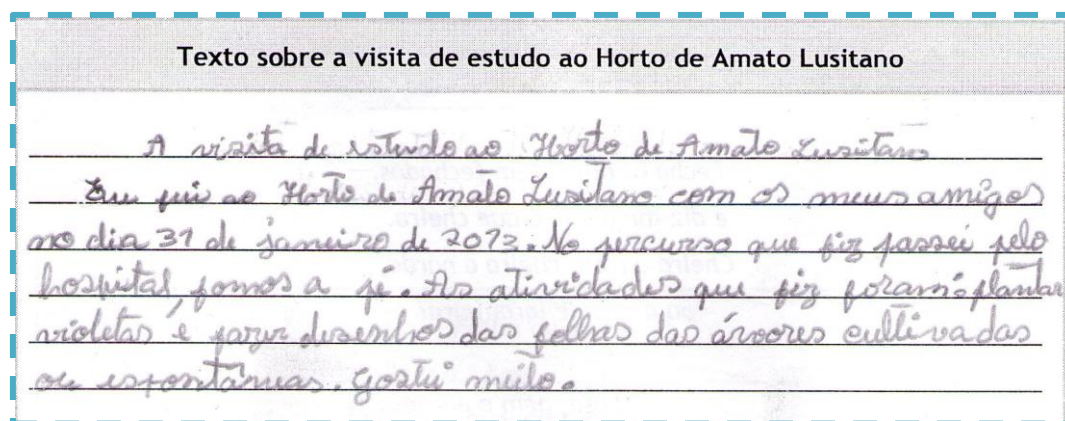 Texto sobre a visita de estudo ao Horto de Amato Lusitano
A visita de estudo ao Horto de Amato Lusitano
Eu fui ao Horto de Amato Lusitano com os meus amigos
no dia 31 de janeiro de 2012. No percurso que fiz passei pelo
hospital, fomos a pé. As atividades que fiz foram: plantar
violetas e fazer desenhos das folhas das árvores cultivadas
ou espontâneas. Gostei muito.